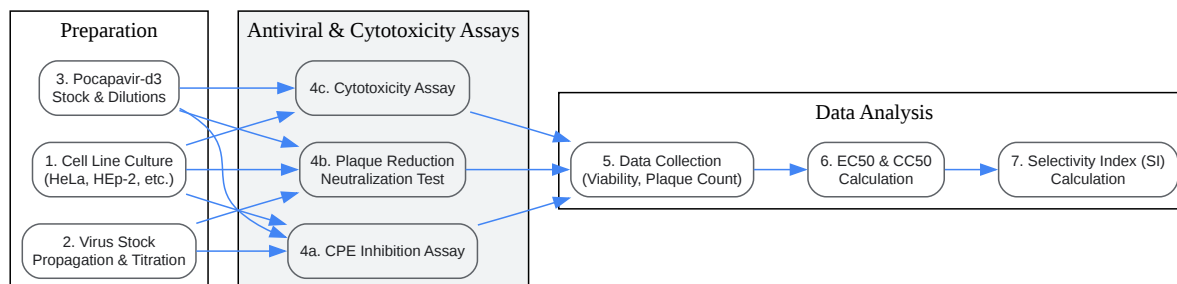 Preparation
3. Pocapavir-d3
Stock & Dilutions
1. Cell Line Culture
(HeLa, HEp-2, etc.)
2. Virus Stock
Propagation & Titration
Antiviral & Cytotoxicity Assays
4c. Cytotoxicity Assay
4b. Plaque Reduction
Neutralization Test
4a. CPE Inhibition Assay
Data Analysis
5. Data Collection
(Viability, Plaque Count)
6. EC50 & CC50
Calculation
7. Selectivity Index (SI)
Calculation